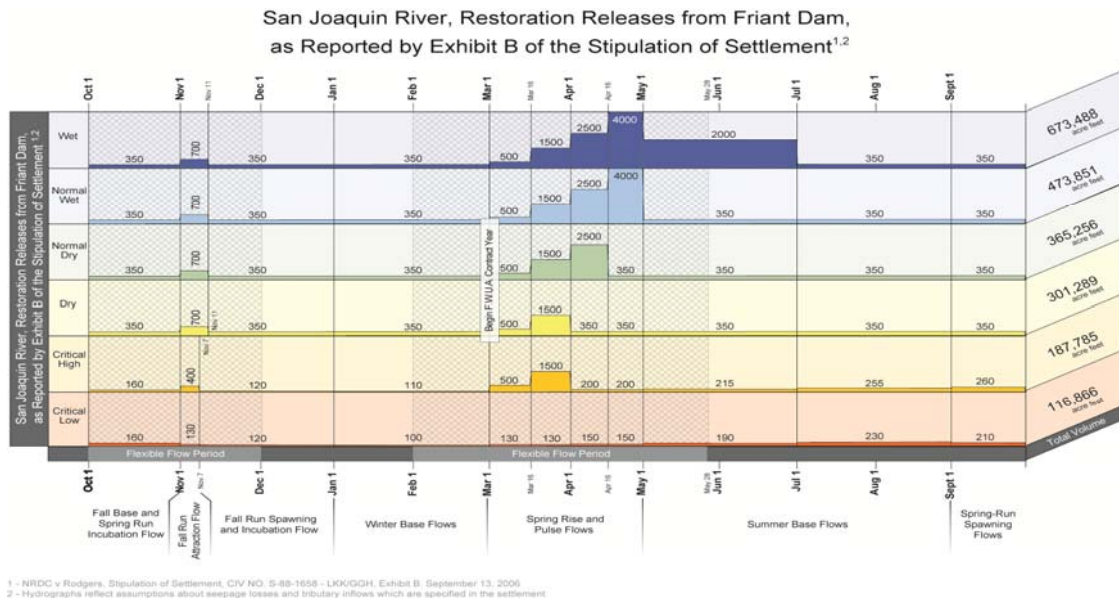 San Joaquin River, Restoration Releases from Friant Dam,
as Reported by Exhibit B of the Stipulation of Settlement1,2
Oct 1 Nov 1 Nov 11 Dec 1 Jan 1 Feb 1 Mar 1 Mar 16 Apr 1 Apr 16 May 1 May 28 Jun 1 Jul 1 Aug 1 Sept 1
San Joaquin River, Restoration Releases from Friant Dam,
as Reported by Exhibit B of the Stipulation of Settlement 1,2
Wet
350 700 350 350 500 1500 2500 4000 2000 350 350
673,488
acre feet
Normal
Wet
350 700 350 350 500 1500 2500 4000 350 350 350
473,851
acre feet
Begin F.W.U.A. Contract Year
Normal
Dry
350 700 350 350 500 1500 2500 350 350 350 350
365,256
acre feet
Dry
350 700 Nov 11 350 350 500 1500 350 350 350 350 350
301,289
acre feet
Critical
High
160 400 Nov 7 120 110 500 1500 200 200 215 255 260
187,785
acre feet
Critical
Low
160 130 120 100 130 130 150 150 190 230 210
116,866
acre feet
Total Volume
Flexible Flow Period
Flexible Flow Period
Oct 1 Nov 1 Nov 7 Dec 1 Jan 1 Feb 1 Mar 1 Mar 16 Apr 1 Apr 16 May 1 May 28 Jun 1 Jul 1 Aug 1 Sept 1
Fall Base and
Spring Run
Incubation Flow
Fall Run
Attraction Flow
Fall Run Spawning
and Incubation Flow
Winter Base Flows
Spring Rise and
Pulse Flows
Summer Base Flows
Spring-Run
Spawning
Flows
1 - NRDC v Rodgers, Stipulation of Settlement, CIV NO. S-88-1658 - LKK/GGH, Exhibit B. September 13, 2006
2 - Hydrographs reflect assumptions about seepage losses and tributary inflows which are specified in the settlement